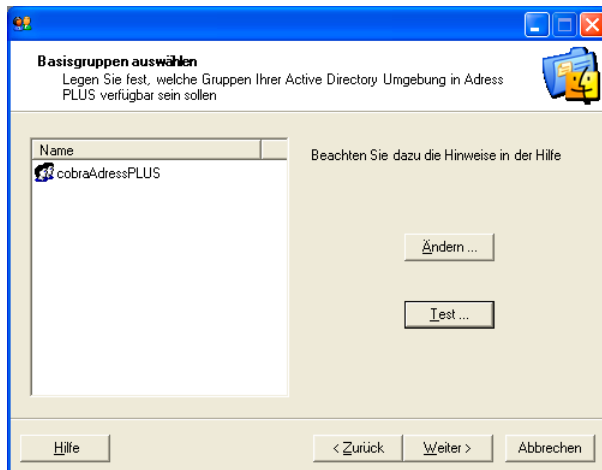 Basisgruppen auswählen
Legen Sie fest, welche Gruppen Ihrer Active Directory Umgebung in Adress
PLUS verfügbar sein sollen
Name
Beachten Sie dazu die Hinweise in der Hilfe
cobraAdressPLUS
Ändern ...
Test ...
Hilfe
< Zurück
Weiter >
Abbrechen